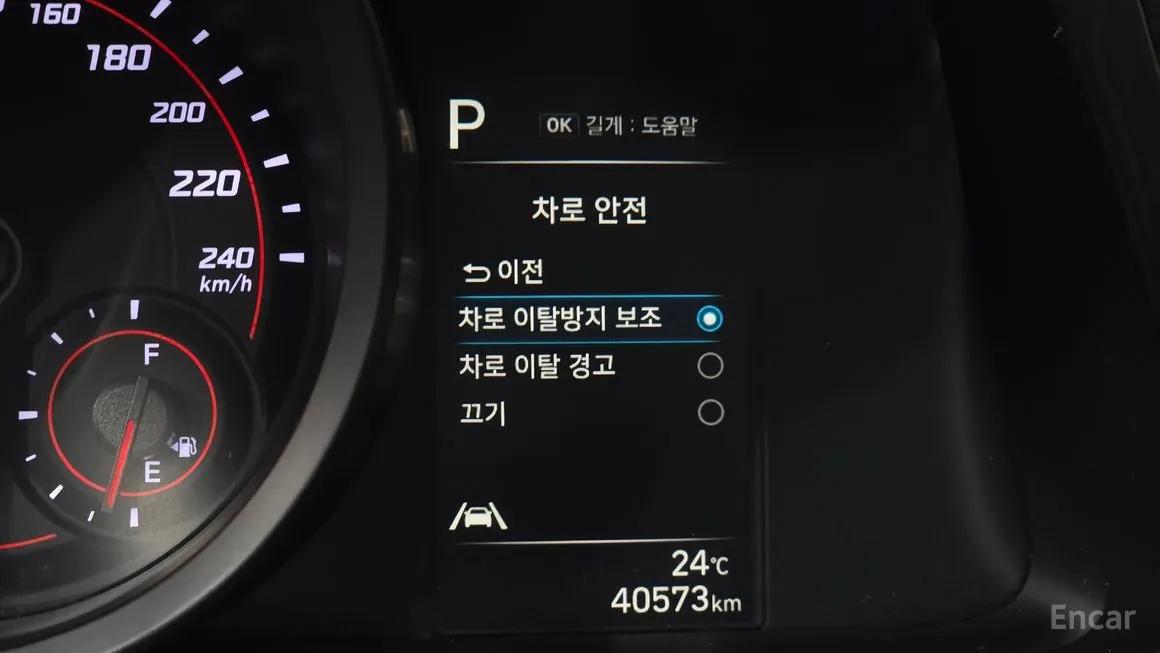 160
180
200
220
240
km/h
F
E
P
OK 길게 : 도움말
차로 안전
이전
차로 이탈방지 보조
차로 이탈 경고
끄기
24℃
40573km
Encar